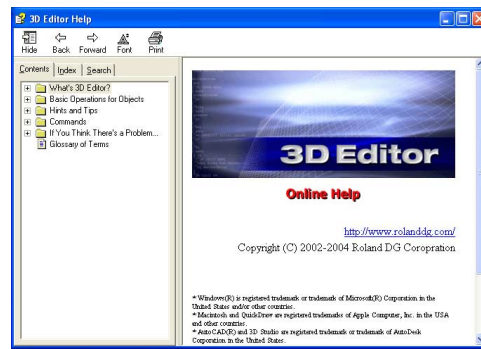 3D Editor Help
Hide Back Forward Font Print
Contents Index Search
What's 3D Editor?
Basic Operations for Objects
Hints and Tips
Commands
If You Think There's a Problem...
Glossary of Terms
3D Editor
Online Help
http://www.rolanddg.com/
Copyright (C) 2002-2004 Roland DG Coropration
* Windows(R) is registered trademark or trademark of Microsoft(R) Corporation in the
United States and/or other countries.
* Macintosh and QuickDraw are registered trademarks of Apple Computer, Inc. in the USA
and other countries.
* AutoCAD(R) and 3D Studio are registered trademark or trademark of AutoDesk
Corporation in the United States.